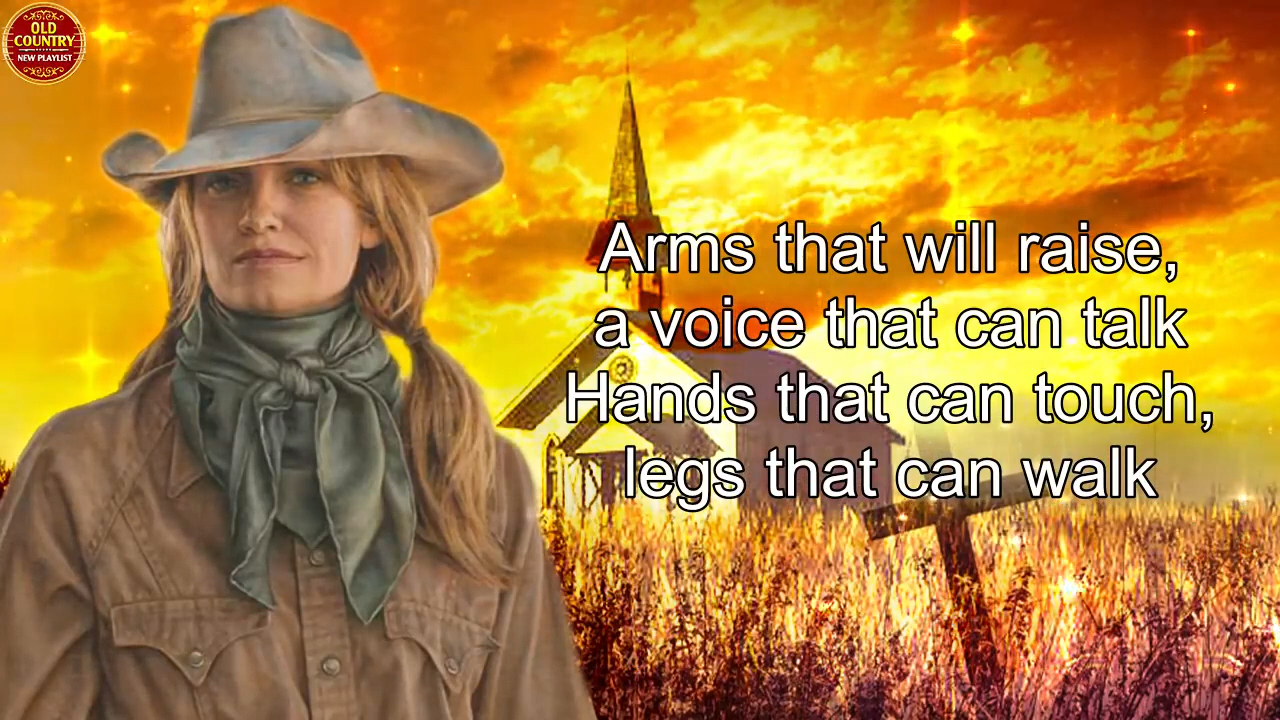 OLD
COUNTRY
NEW PLAYLIST
Arms that will raise,
a voice that can talk
Hands that can touch,
legs that can walk